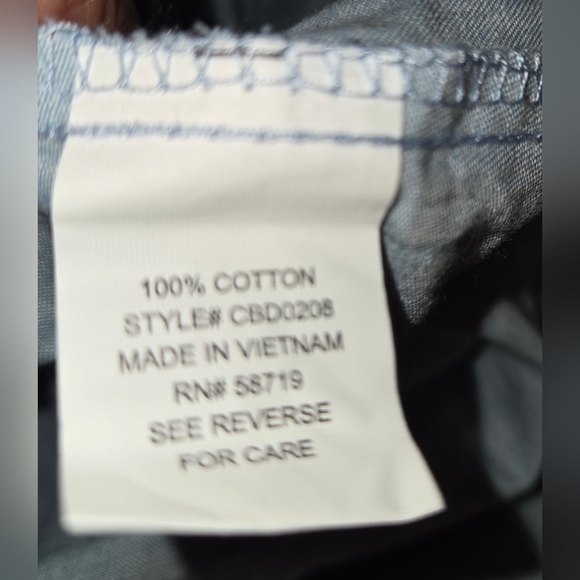 100% COTTON
STYLE# CBD0208
MADE IN VIETNAM
RN# 58719
SEE REVERSE
FOR CARE